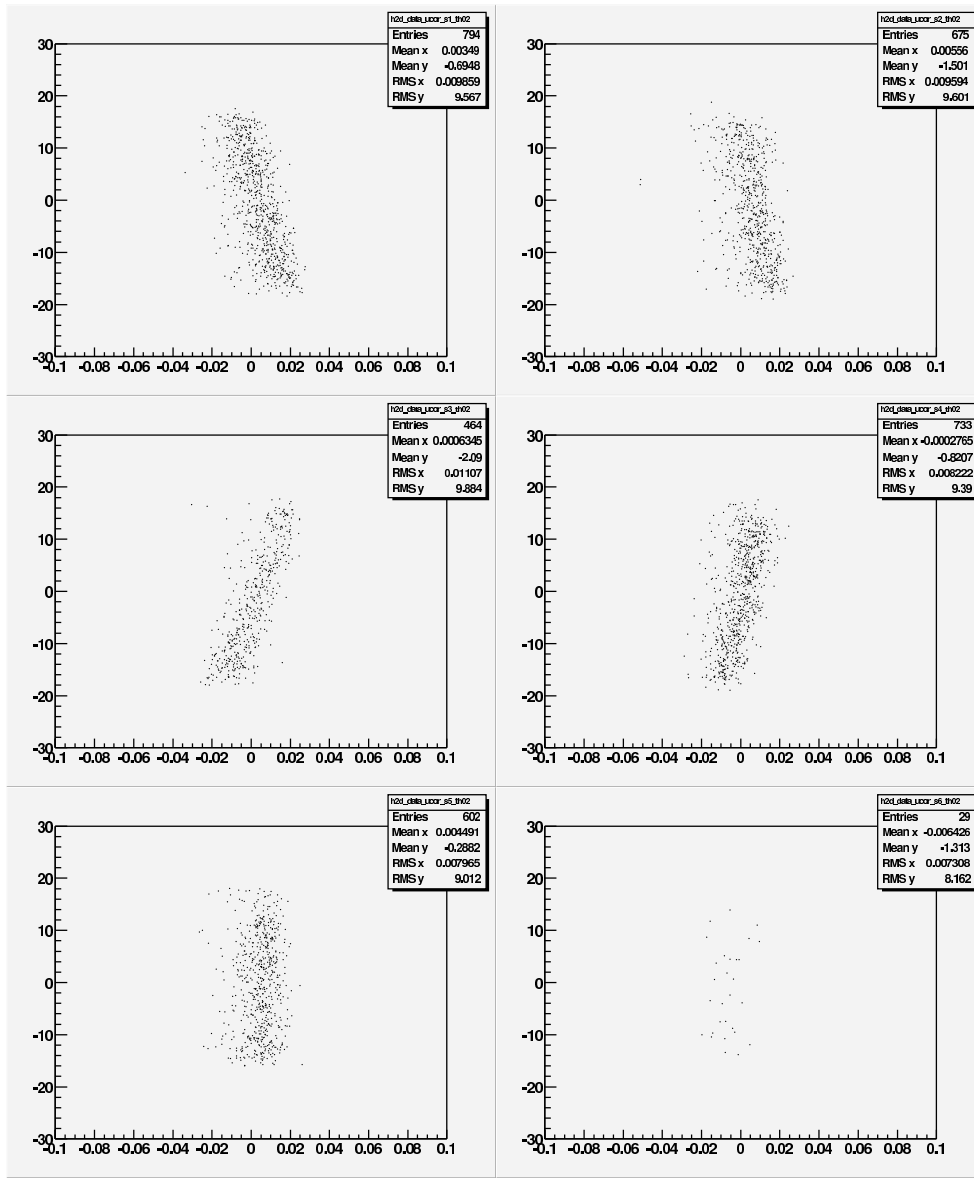 h2d_data_ucor_s1_th02
Entries 794
Mean x 0.00349
Mean y -0.6948
RMS x 0.009859
RMS y 9.567
30
20
10
0
-10
-20
-30
-0.1 -0.08 -0.06 -0.04 -0.02 0 0.02 0.04 0.06 0.08 0.1
h2d_data_ucor_s2_th02
Entries 675
Mean x 0.00556
Mean y -1.501
RMS x 0.009594
RMS y 9.601
30
20
10
0
-10
-20
-30
-0.1 -0.08 -0.06 -0.04 -0.02 0 0.02 0.04 0.06 0.08 0.1
h2d_data_ucor_s3_th02
Entries 464
Mean x 0.0006345
Mean y -2.09
RMS x 0.01107
RMS y 9.884
30
20
10
0
-10
-20
-30
-0.1 -0.08 -0.06 -0.04 -0.02 0 0.02 0.04 0.06 0.08 0.1
h2d_data_ucor_s4_th02
Entries 733
Mean x -0.0002765
Mean y -0.8207
RMS x 0.008222
RMS y 9.39
30
20
10
0
-10
-20
-30
-0.1 -0.08 -0.06 -0.04 -0.02 0 0.02 0.04 0.06 0.08 0.1
h2d_data_ucor_s5_th02
Entries 602
Mean x 0.004491
Mean y -0.2882
RMS x 0.007965
RMS y 9.012
30
20
10
0
-10
-20
-30
-0.1 -0.08 -0.06 -0.04 -0.02 0 0.02 0.04 0.06 0.08 0.1
h2d_data_ucor_s6_th02
Entries 29
Mean x -0.006426
Mean y -1.313
RMS x 0.007308
RMS y 8.162
30
20
10
0
-10
-20
-30
-0.1 -0.08 -0.06 -0.04 -0.02 0 0.02 0.04 0.06 0.08 0.1